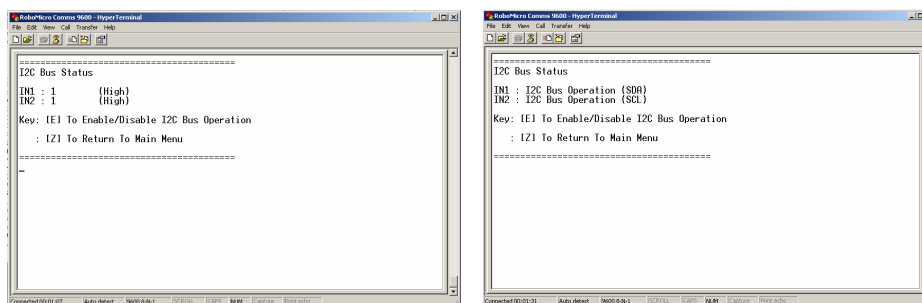 RoboMicro Comms 9600 - HyperTerminal
File Edit View Call Transfer Help
========================================
I2C Bus Status
IN1 : 1 (High)
IN2 : 1 (High)
Key: [E] To Enable/Disable I2C Bus Operation
: [Z] To Return To Main Menu
========================================
_
Connected 00:01:07 Auto detect 9600 8-N-1 SCROLL CAPS NUM Capture Print echo
RoboMicro Comms 9600 - HyperTerminal
File Edit View Call Transfer Help
========================================
I2C Bus Status
IN1 : I2C Bus Operation (SDA)
IN2 : I2C Bus Operation (SCL)
Key: [E] To Enable/Disable I2C Bus Operation
: [Z] To Return To Main Menu
========================================
Connected 00:01:31 Auto detect 9600 8-N-1 SCROLL CAPS NUM Capture Print echo